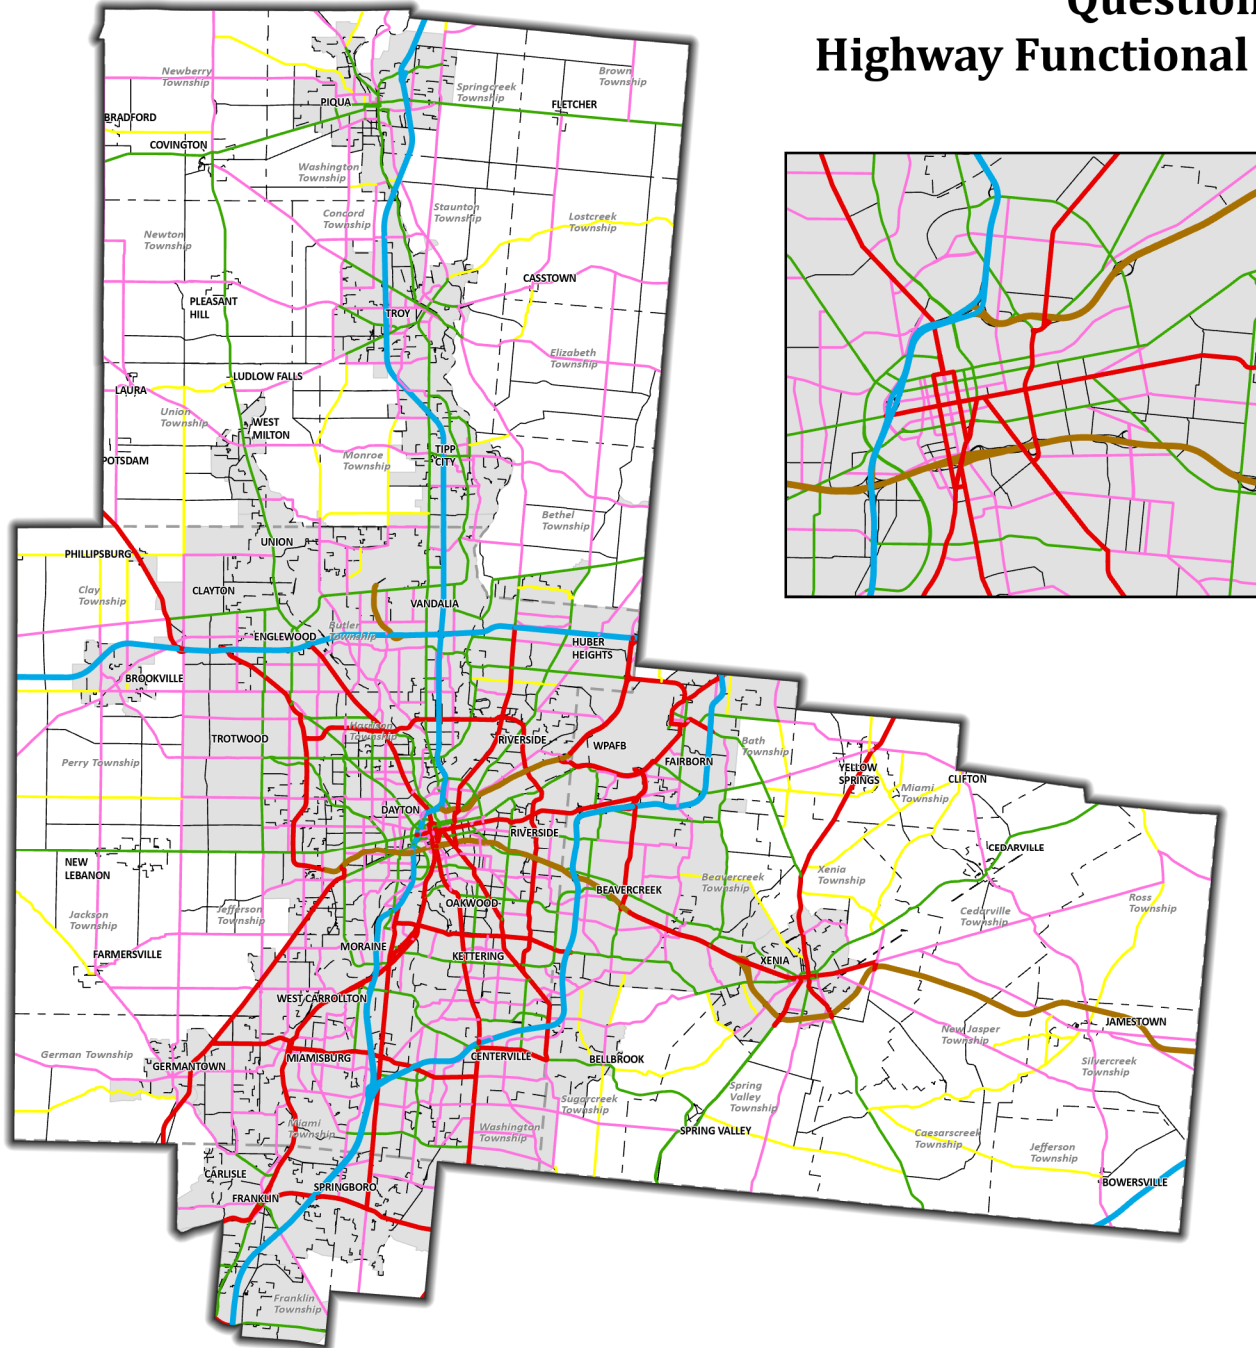 Question
Highway Functional
Newberry
Township
Brown
Township
Springcreek
Township
PIQUA
FLETCHER
BRADFORD
COVINGTON
Washington
Township
Concord
Township
Staunton
Township
Lostcreek
Township
Newton
Township
CASSTOWN
PLEASANT
HILL
TROY
Elizabeth
Township
LUDLOW FALLS
LAURA
Union
Township
WEST
MILTON
TIPP
CITY
Monroe
Township
POTSDAM
Bethel
Township
UNION
PHILLIPSBURG
Clay
Township
CLAYTON
VANDALIA
Butler
Township
ENGLEWOOD
HUBER
HEIGHTS
BROOKVILLE
Harrison
Township
TROTWOOD
RIVERSIDE
WPAFB
Bath
Township
Perry Township
FAIRBORN
YELLOW
SPRINGS
CLIFTON
Miami
Township
DAYTON
RIVERSIDE
CEDARVILLE
NEW
LEBANON
Xenia
Township
Beavercreek
Township
BEAVERCREEK
OAKWOOD
Ross
Township
Jackson
Township
Jefferson
Township
Cedarville
Township
MORAINE
FARMERSVILLE
KETTERING
XENIA
WEST CARROLLTON
JAMESTOWN
New Jasper
Township
German Township
MIAMISBURG
CENTERVILLE
BELLBROOK
GERMANTOWN
Silvercreek
Township
Spring
Valley
Township
Sugarcreek
Township
Miami
Township
Washington
Township
SPRING VALLEY
Caesarscreek
Township
Jefferson
Township
CARLISLE
SPRINGBORO
BOWERSVILLE
FRANKLIN
Franklin
Township